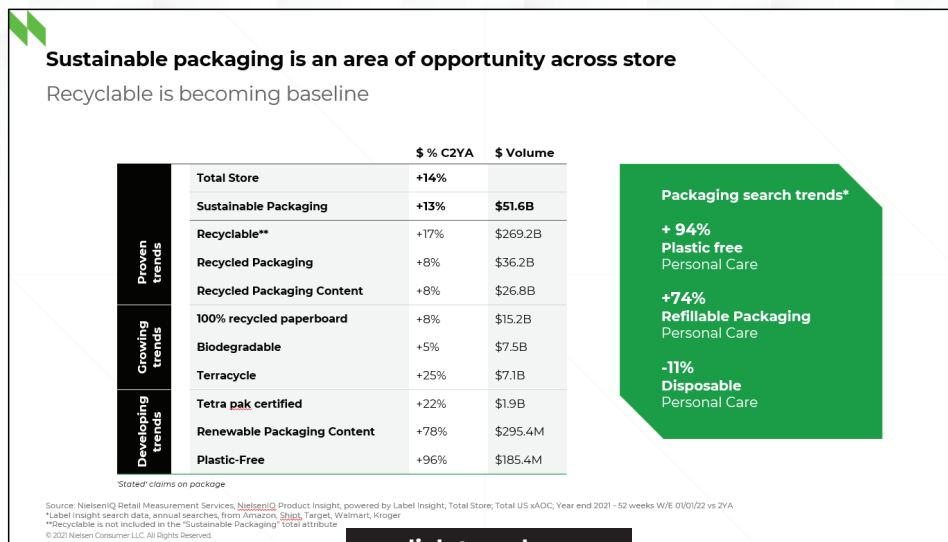 Sustainable packaging is an area of opportunity across store
Recyclable is becoming baseline
$ % C2YA $ Volume
Proven trends
Total Store +14%
Sustainable Packaging +13% $51.6B
Recyclable** +17% $269.2B
Recycled Packaging +8% $36.2B
Recycled Packaging Content +8% $26.8B
Growing trends
100% recycled paperboard +8% $15.2B
Biodegradable +5% $7.5B
Terracycle +25% $7.1B
Developing trends
Tetra pak certified +22% $1.9B
Renewable Packaging Content +78% $295.4M
Plastic-Free +96% $185.4M
'Stated' claims on package
Packaging search trends*
+ 94%
Plastic free
Personal Care
+74%
Refillable Packaging
Personal Care
-11%
Disposable
Personal Care
Source: NielsenIQ Retail Measurement Services, NielsenIQ Product Insight, powered by Label Insight, Total Store; Total US xAOC; Year end 2021 - 52 weeks W/E 01/01/22 vs 2YA
*Label Insight search data, annual searches, from Amazon, Shipt, Target, Walmart, Kroger
**Recyclable is not included in the "Sustainable Packaging" total attribute
© 2021 Nielsen Consumer LLC. All Rights Reserved.